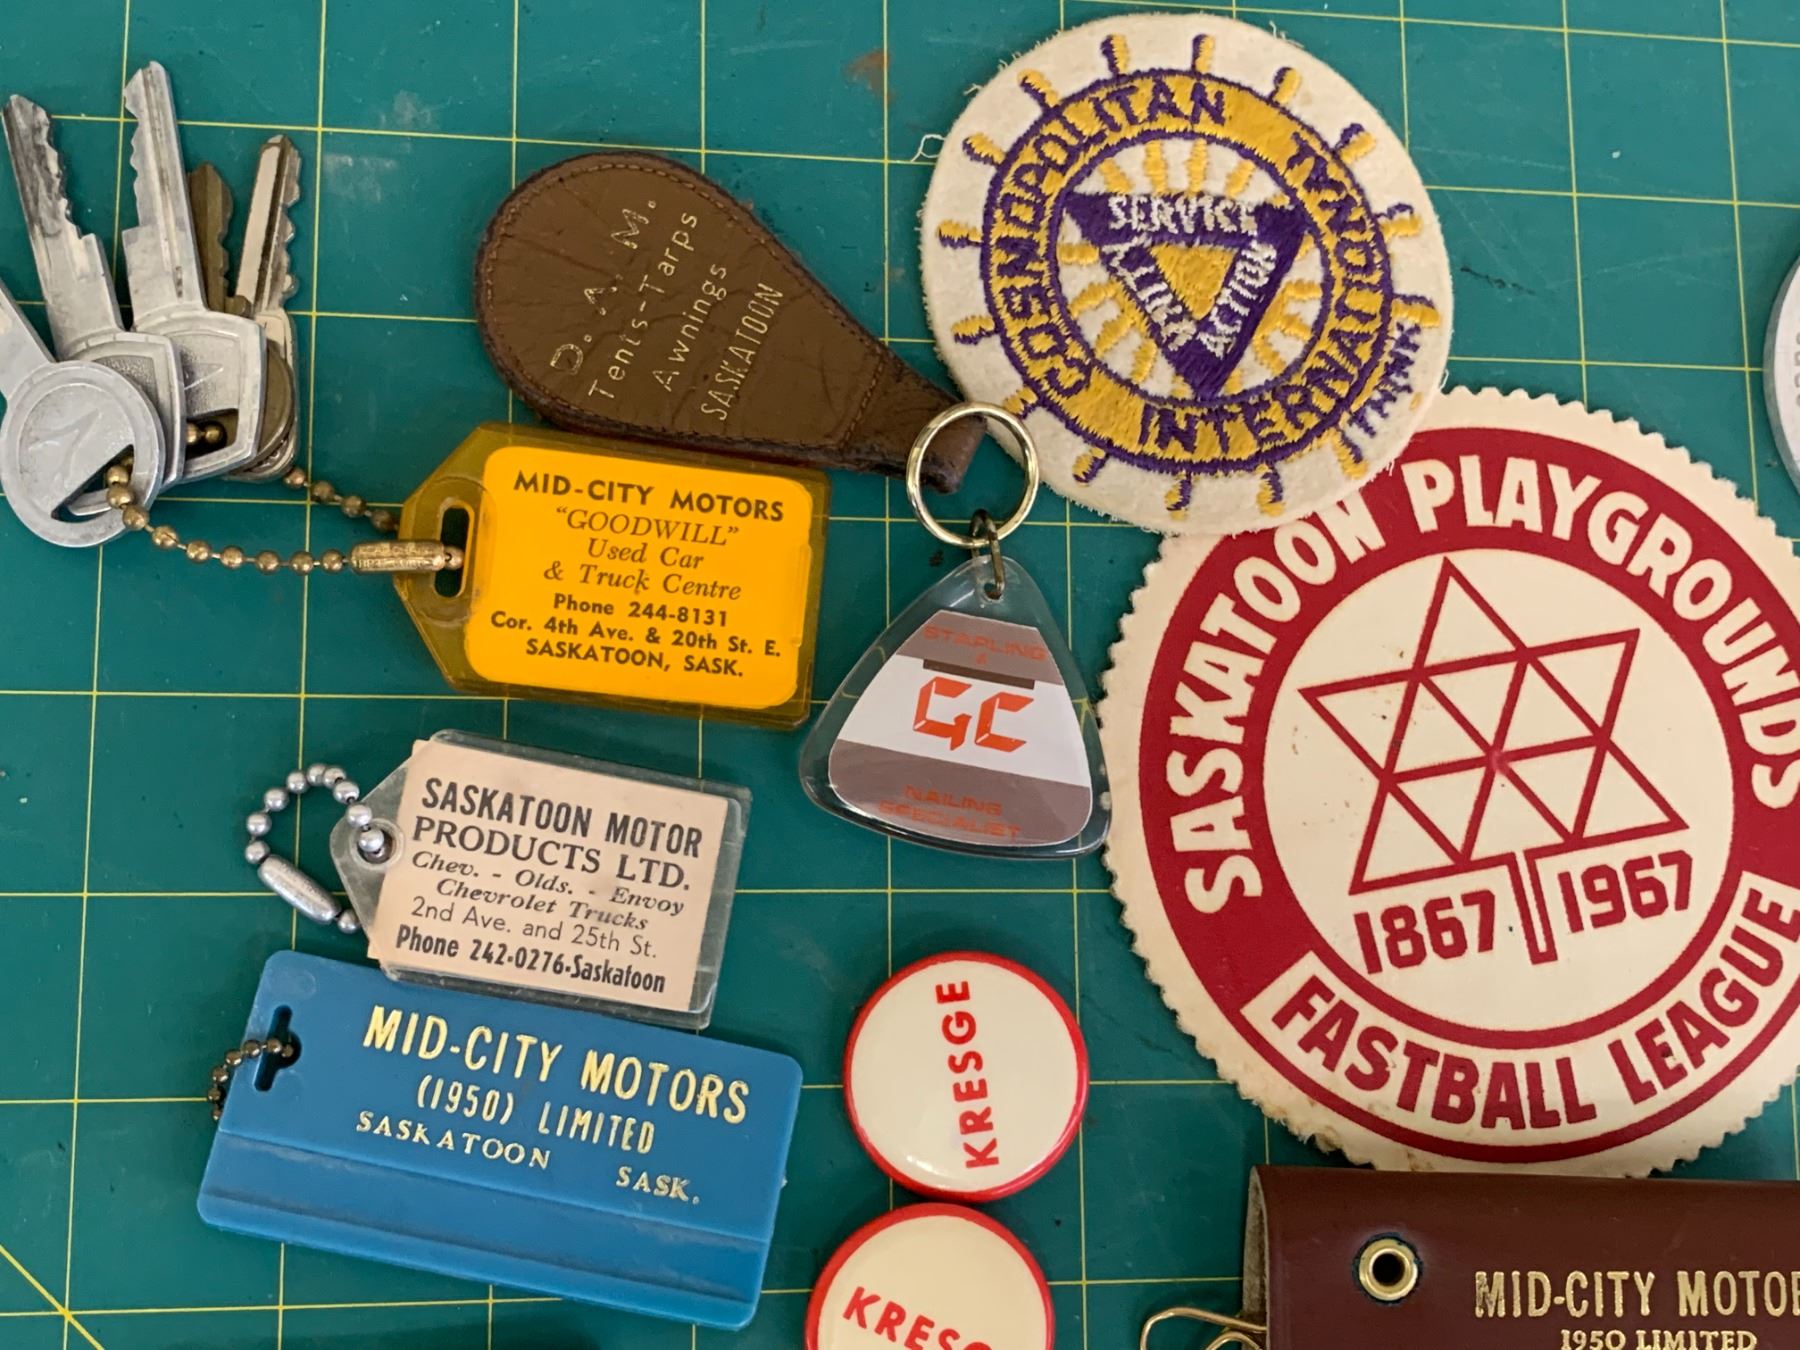 D. A. M.
Tents-Tarps
Awnings
SASKATOON
COSMOPOLITAN
INTERNATIONAL
SERVICE
UNITY
ACTION
MID-CITY MOTORS
"GOODWILL"
Used Car
& Truck Centre
Phone 244-8131
Cor. 4th Ave. & 20th St. E.
SASKATOON, SASK.
STAPLING
&
GC
NAILING
SPECIALIST
SASKATOON PLAYGROUNDS
1867 1967
FASTBALL LEAGUE
SASKATOON MOTOR
PRODUCTS LTD.
Chev. - Olds. - Envoy
Chevrolet Trucks
2nd Ave. and 25th St.
Phone 242-0276-Saskatoon
MID-CITY MOTORS
(1950) LIMITED
SASKATOON SASK.
KRESGE
KRESG
MID-CITY MOTOR
1950 LIMITED